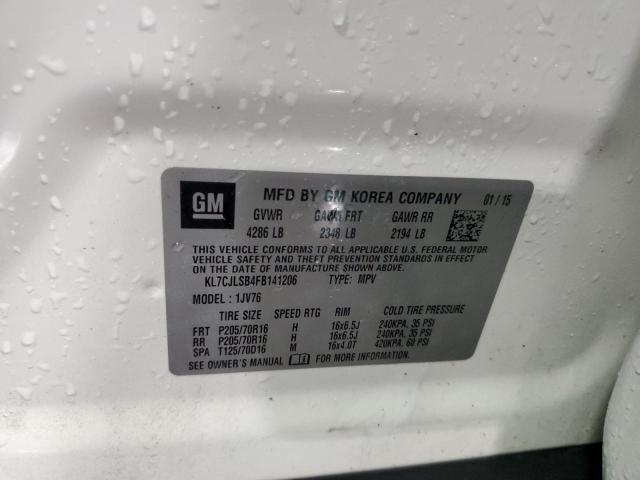 GM MFD BY GM KOREA COMPANY 01/15
GVWR GAWR FRT GAWR RR
4286 LB 2348 LB 2194 LB
THIS VEHICLE CONFORMS TO ALL APPLICABLE U.S. FEDERAL MOTOR
VEHICLE SAFETY AND THEFT PREVENTION STANDARDS IN EFFECT
ON THE DATE OF MANUFACTURE SHOWN ABOVE.
KL7CJLSB4FB141206 TYPE: MPV
MODEL: 1JV76
TIRE SIZE SPEED RTG RIM COLD TIRE PRESSURE
FRT P205/70R16 H 16x6.5J 240KPA, 35 PSI
RR P205/70R16 H 16x6.5J 240KPA, 35 PSI
SPA T125/70D16 M 16x4.0T 420KPA, 60 PSI
SEE OWNER'S MANUAL FOR MORE INFORMATION.